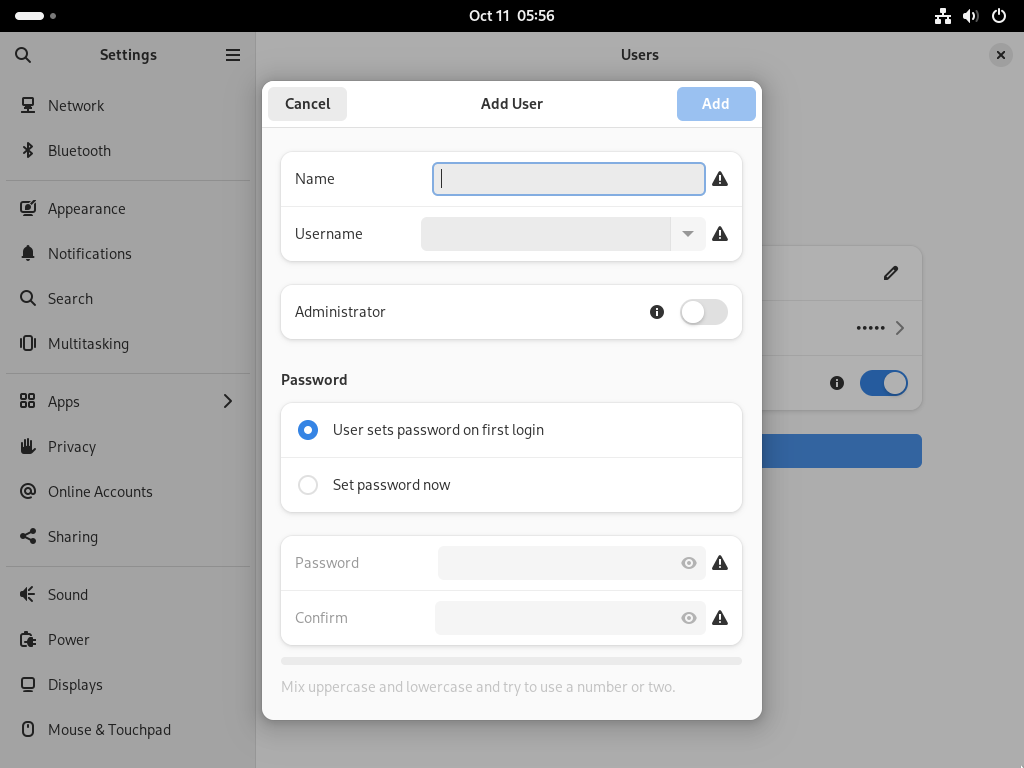 Oct 11 05:56
Settings
Users
Network
Bluetooth
Appearance
Notifications
Search
Multitasking
Apps
Privacy
Online Accounts
Sharing
Sound
Power
Displays
Mouse & Touchpad
Cancel
Add User
Add
Name
Username
Administrator
Password
User sets password on first login
Set password now
Password
Confirm
Mix uppercase and lowercase and try to use a number or two.